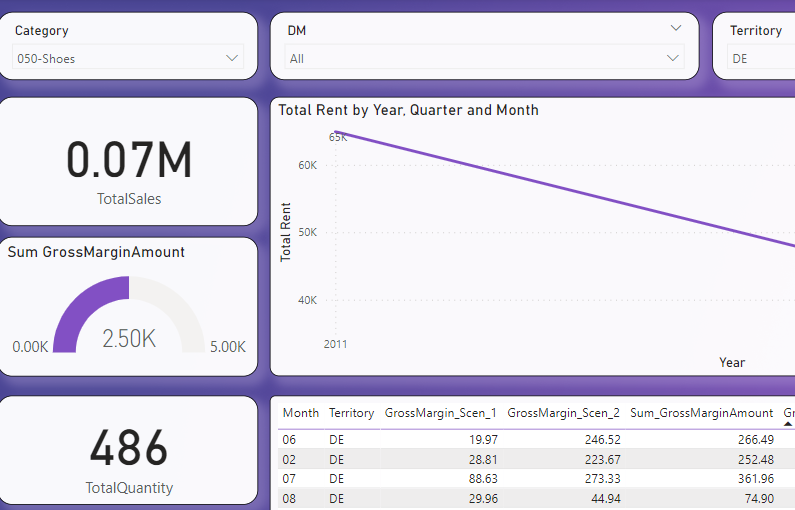 Category
050-Shoes
DM
All
Territory
DE
0.07M
TotalSales
Sum GrossMarginAmount
0.00K
2.50K
5.00K
486
TotalQuantity
Total Rent by Year, Quarter and Month
65K
60K
50K
40K
Total Rent
2011
Year
Month Territory GrossMargin_Scen_1 GrossMargin_Scen_2 Sum_GrossMarginAmount
06 DE 19.97 246.52 266.49
02 DE 28.81 223.67 252.48
07 DE 88.63 273.33 361.96
08 DE 29.96 44.94 74.90